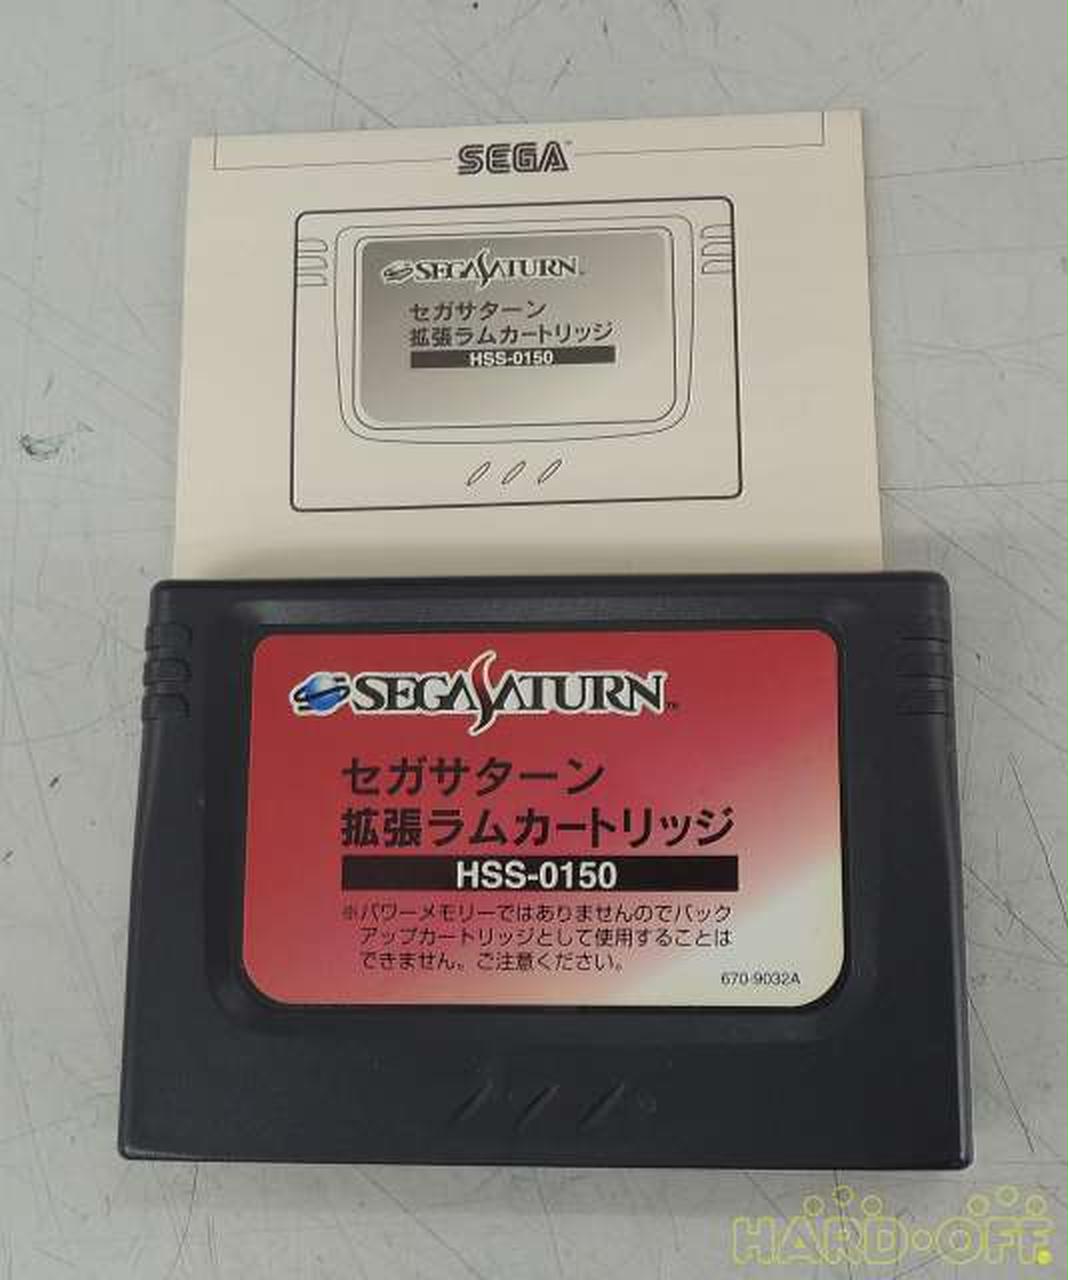 SEGA
SEGA SATURN™
セガサターン
拡張ラムカートリッジ
HSS-0150
SEGA SATURN™
セガサターン
拡張ラムカートリッジ
HSS-0150
※パワーメモリーではありませんのでバック
アップカートリッジとして使用することは
できません。ご注意ください。
670-9032A
HARD・OFF